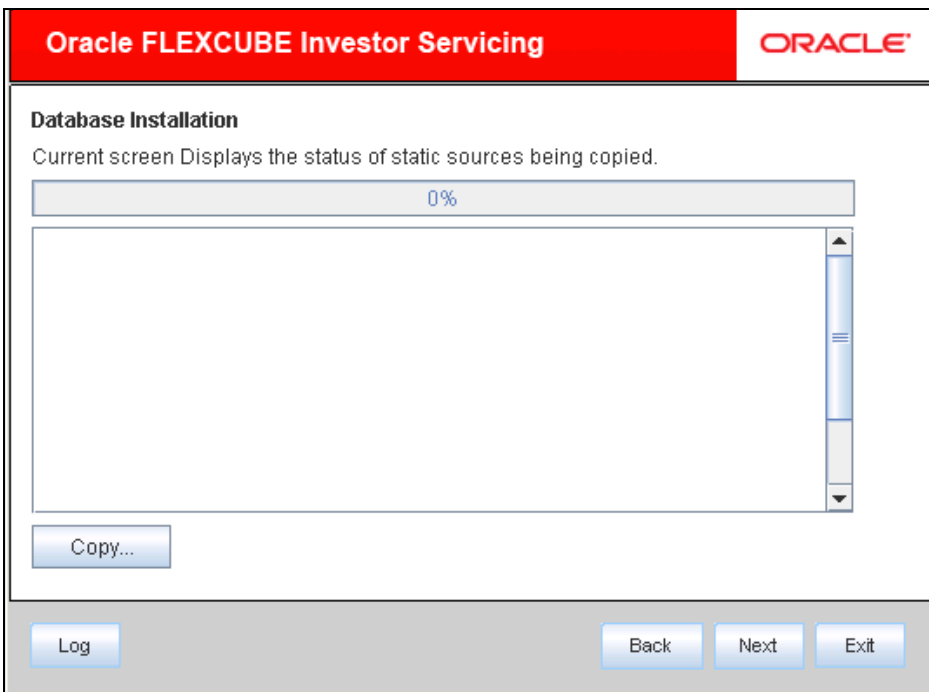 Oracle FLEXCUBE Investor Servicing
ORACLE
Database Installation
Current screen Displays the status of static sources being copied.
0%
Copy...
Log
Back
Next
Exit